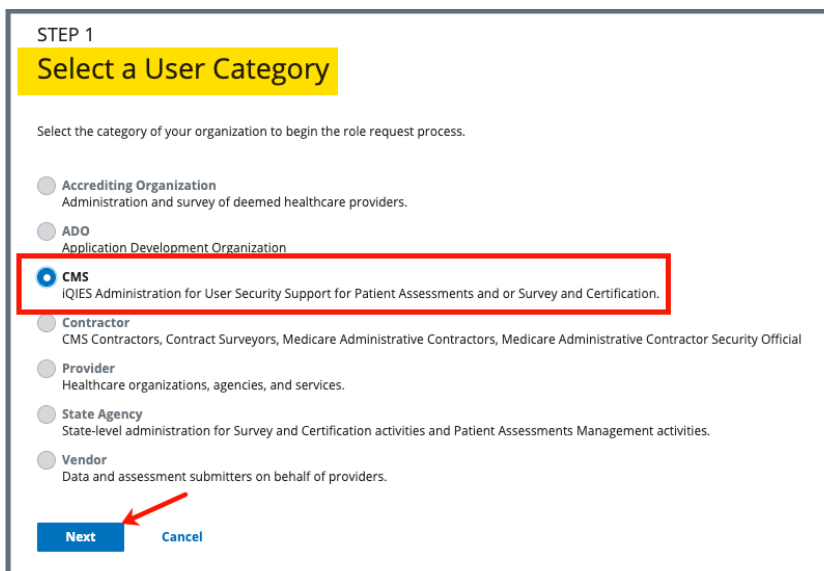 STEP 1
Select a User Category
Select the category of your organization to begin the role request process.
Accrediting Organization
Administration and survey of deemed healthcare providers.
ADO
Application Development Organization
CMS
iQIES Administration for User Security Support for Patient Assessments and or Survey and Certification.
Contractor
CMS Contractors, Contract Surveyors, Medicare Administrative Contractors, Medicare Administrative Contractor Security Official
Provider
Healthcare organizations, agencies, and services.
State Agency
State-level administration for Survey and Certification activities and Patient Assessments Management activities.
Vendor
Data and assessment submitters on behalf of providers.
Next Cancel